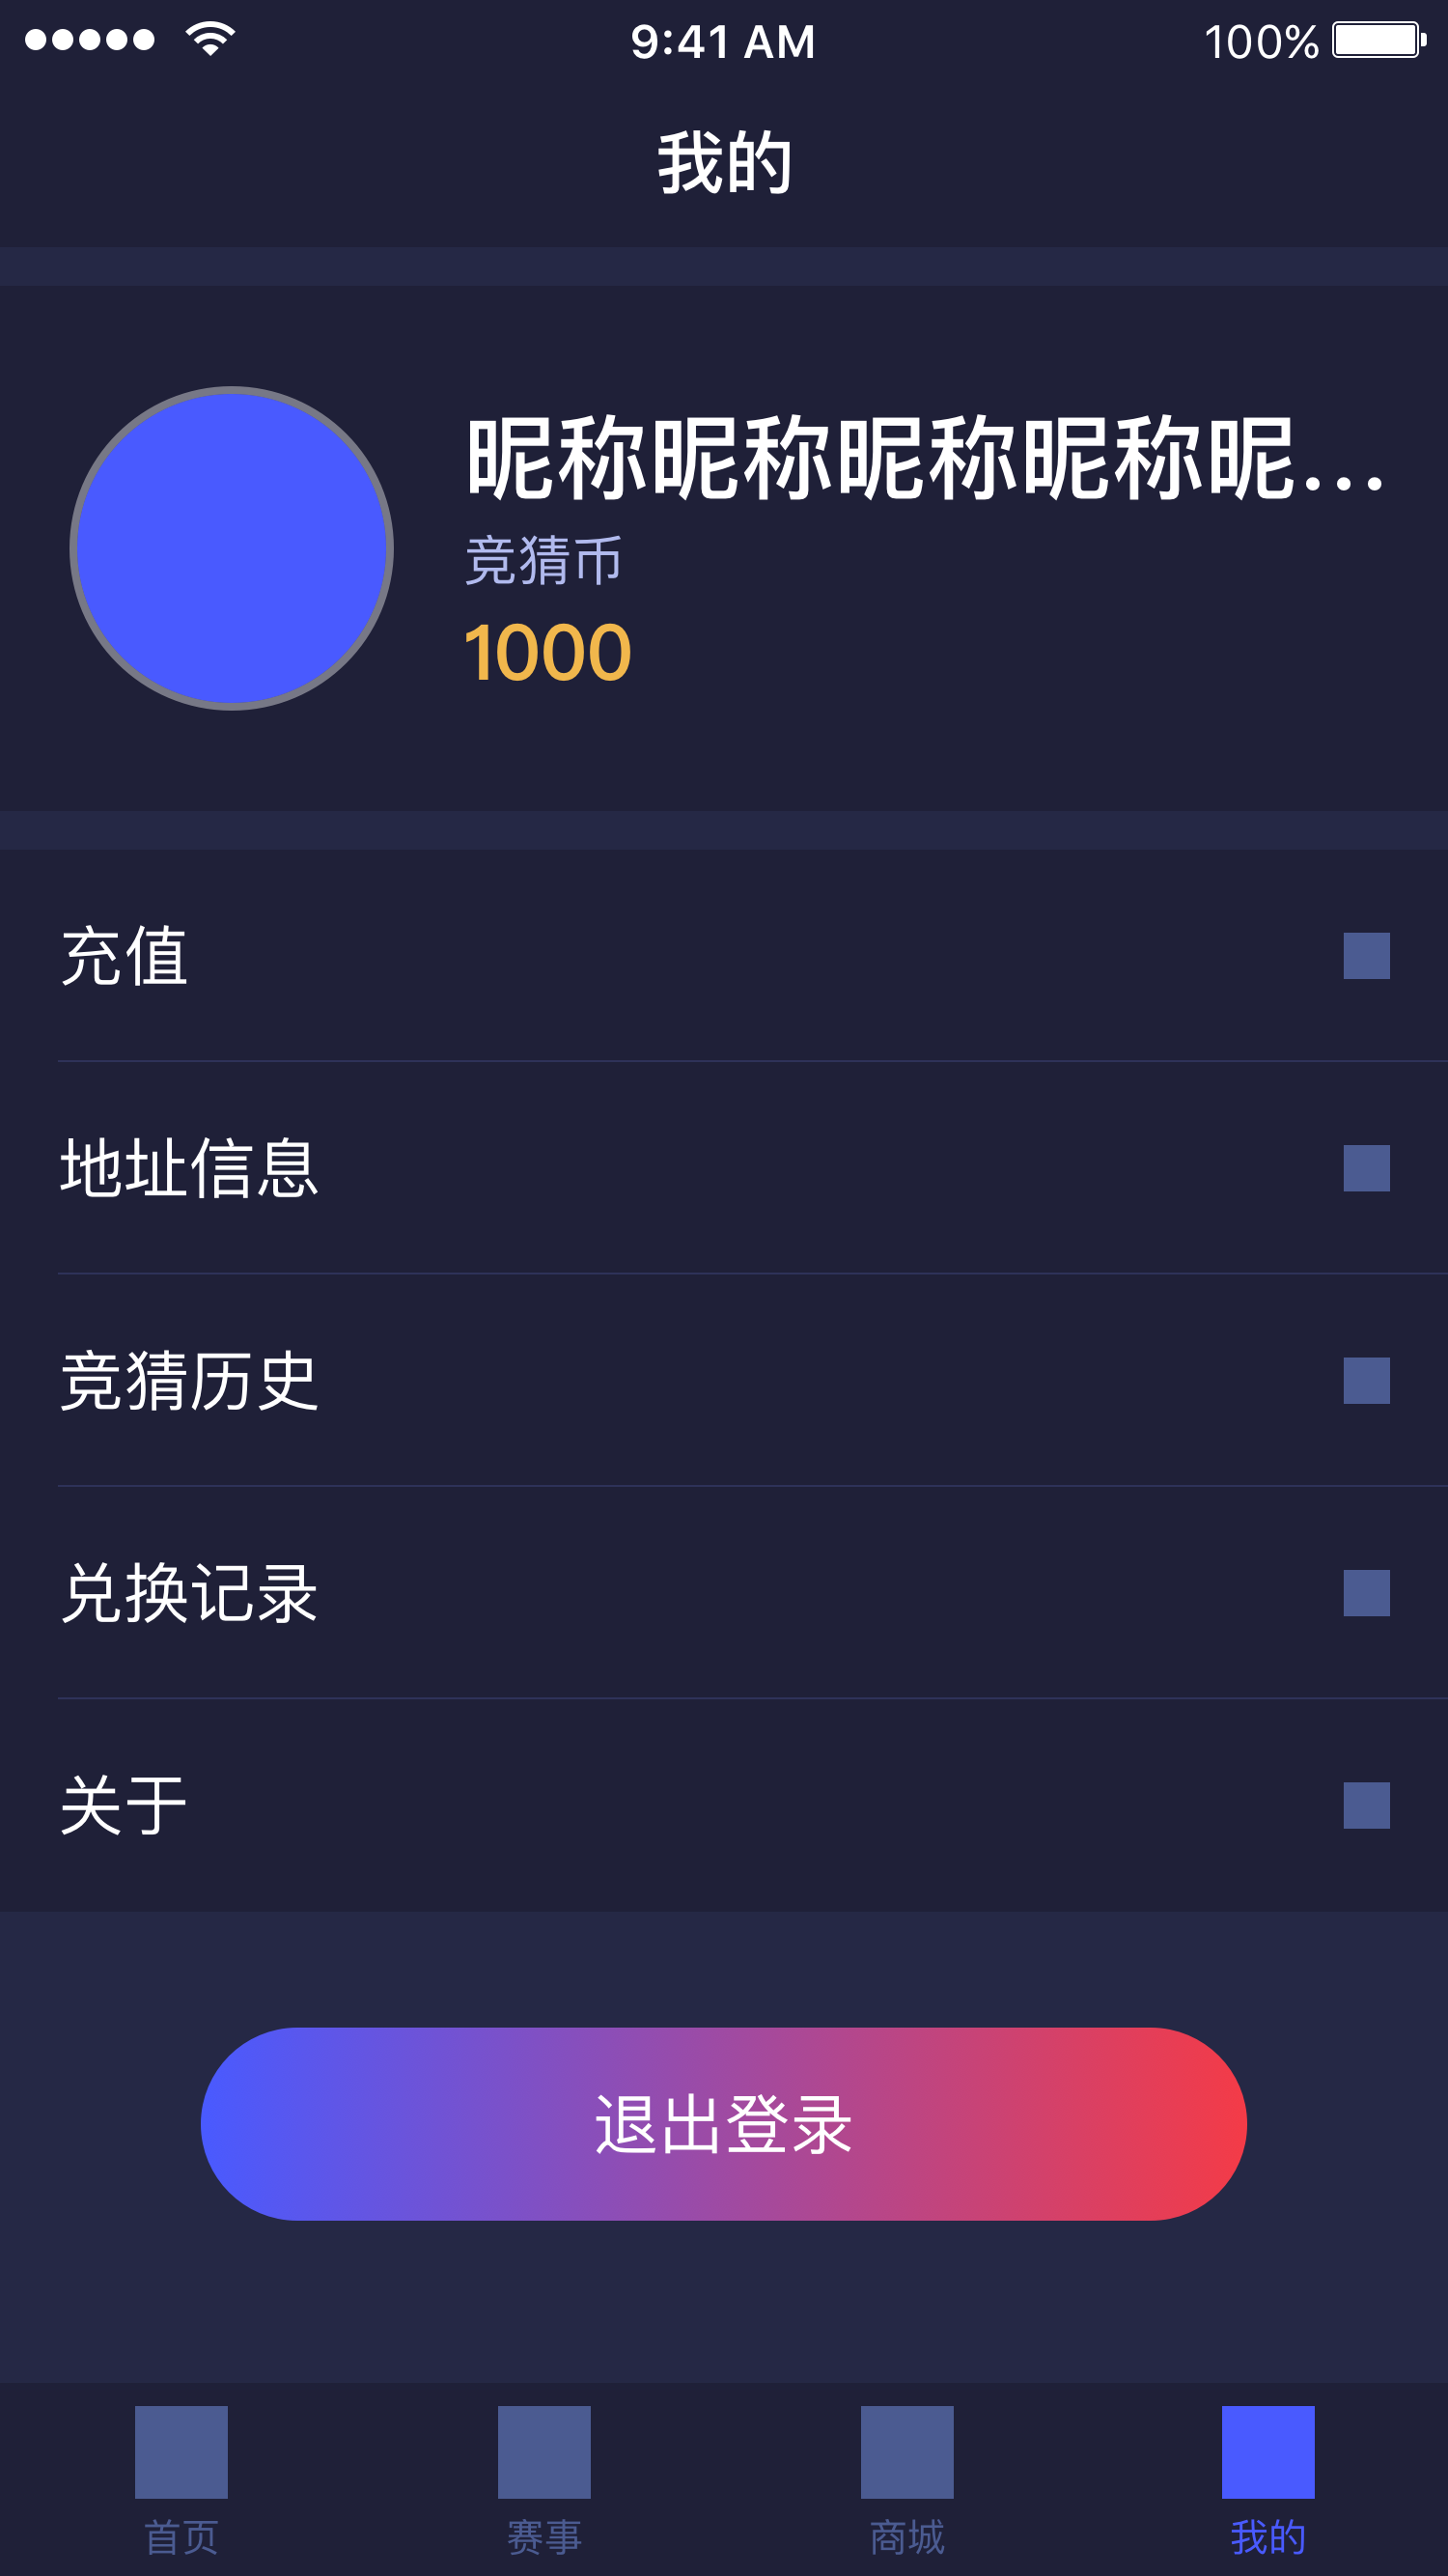 9:41 AM 100%
我的
昵称昵称昵称昵称昵...
竞猜币
1000
充值
地址信息
竞猜历史
兑换记录
关于
退出登录
首页 赛事 商城 我的